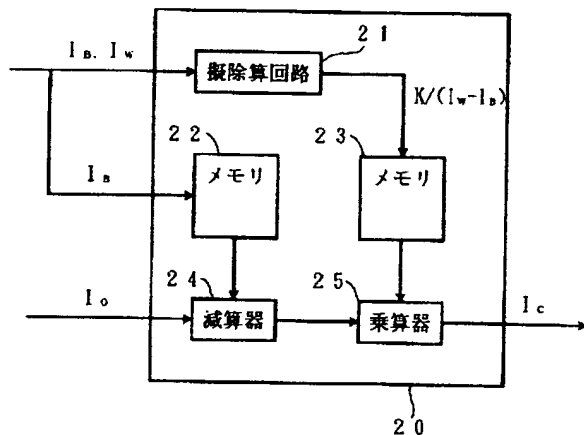 21
I_B, I_W
擬除算回路
K/(I_W-I_B)
22
23
メモリ
メモリ
I_B
24
25
I_O
減算器
乗算器
I_C
20